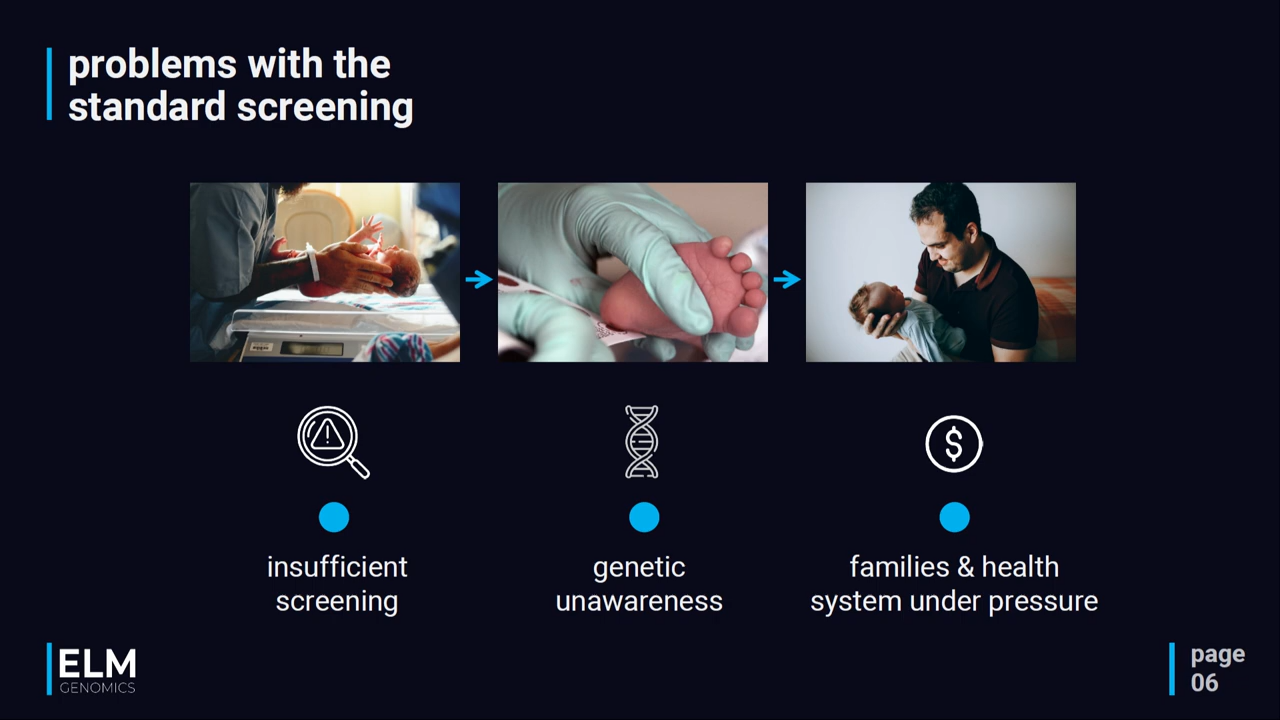 problems with the
standard screening
insufficient
screening
genetic
unawareness
families & health
system under pressure
ELM
GENOMICS
page
06